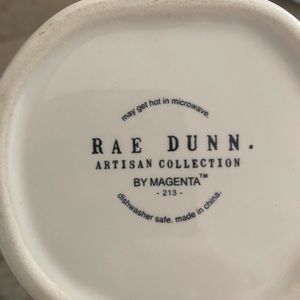 may get hot in microwave.
RAE DUNN.
ARTISAN COLLECTION
BY MAGENTA™
- 213 -
dishwasher safe. made in china.